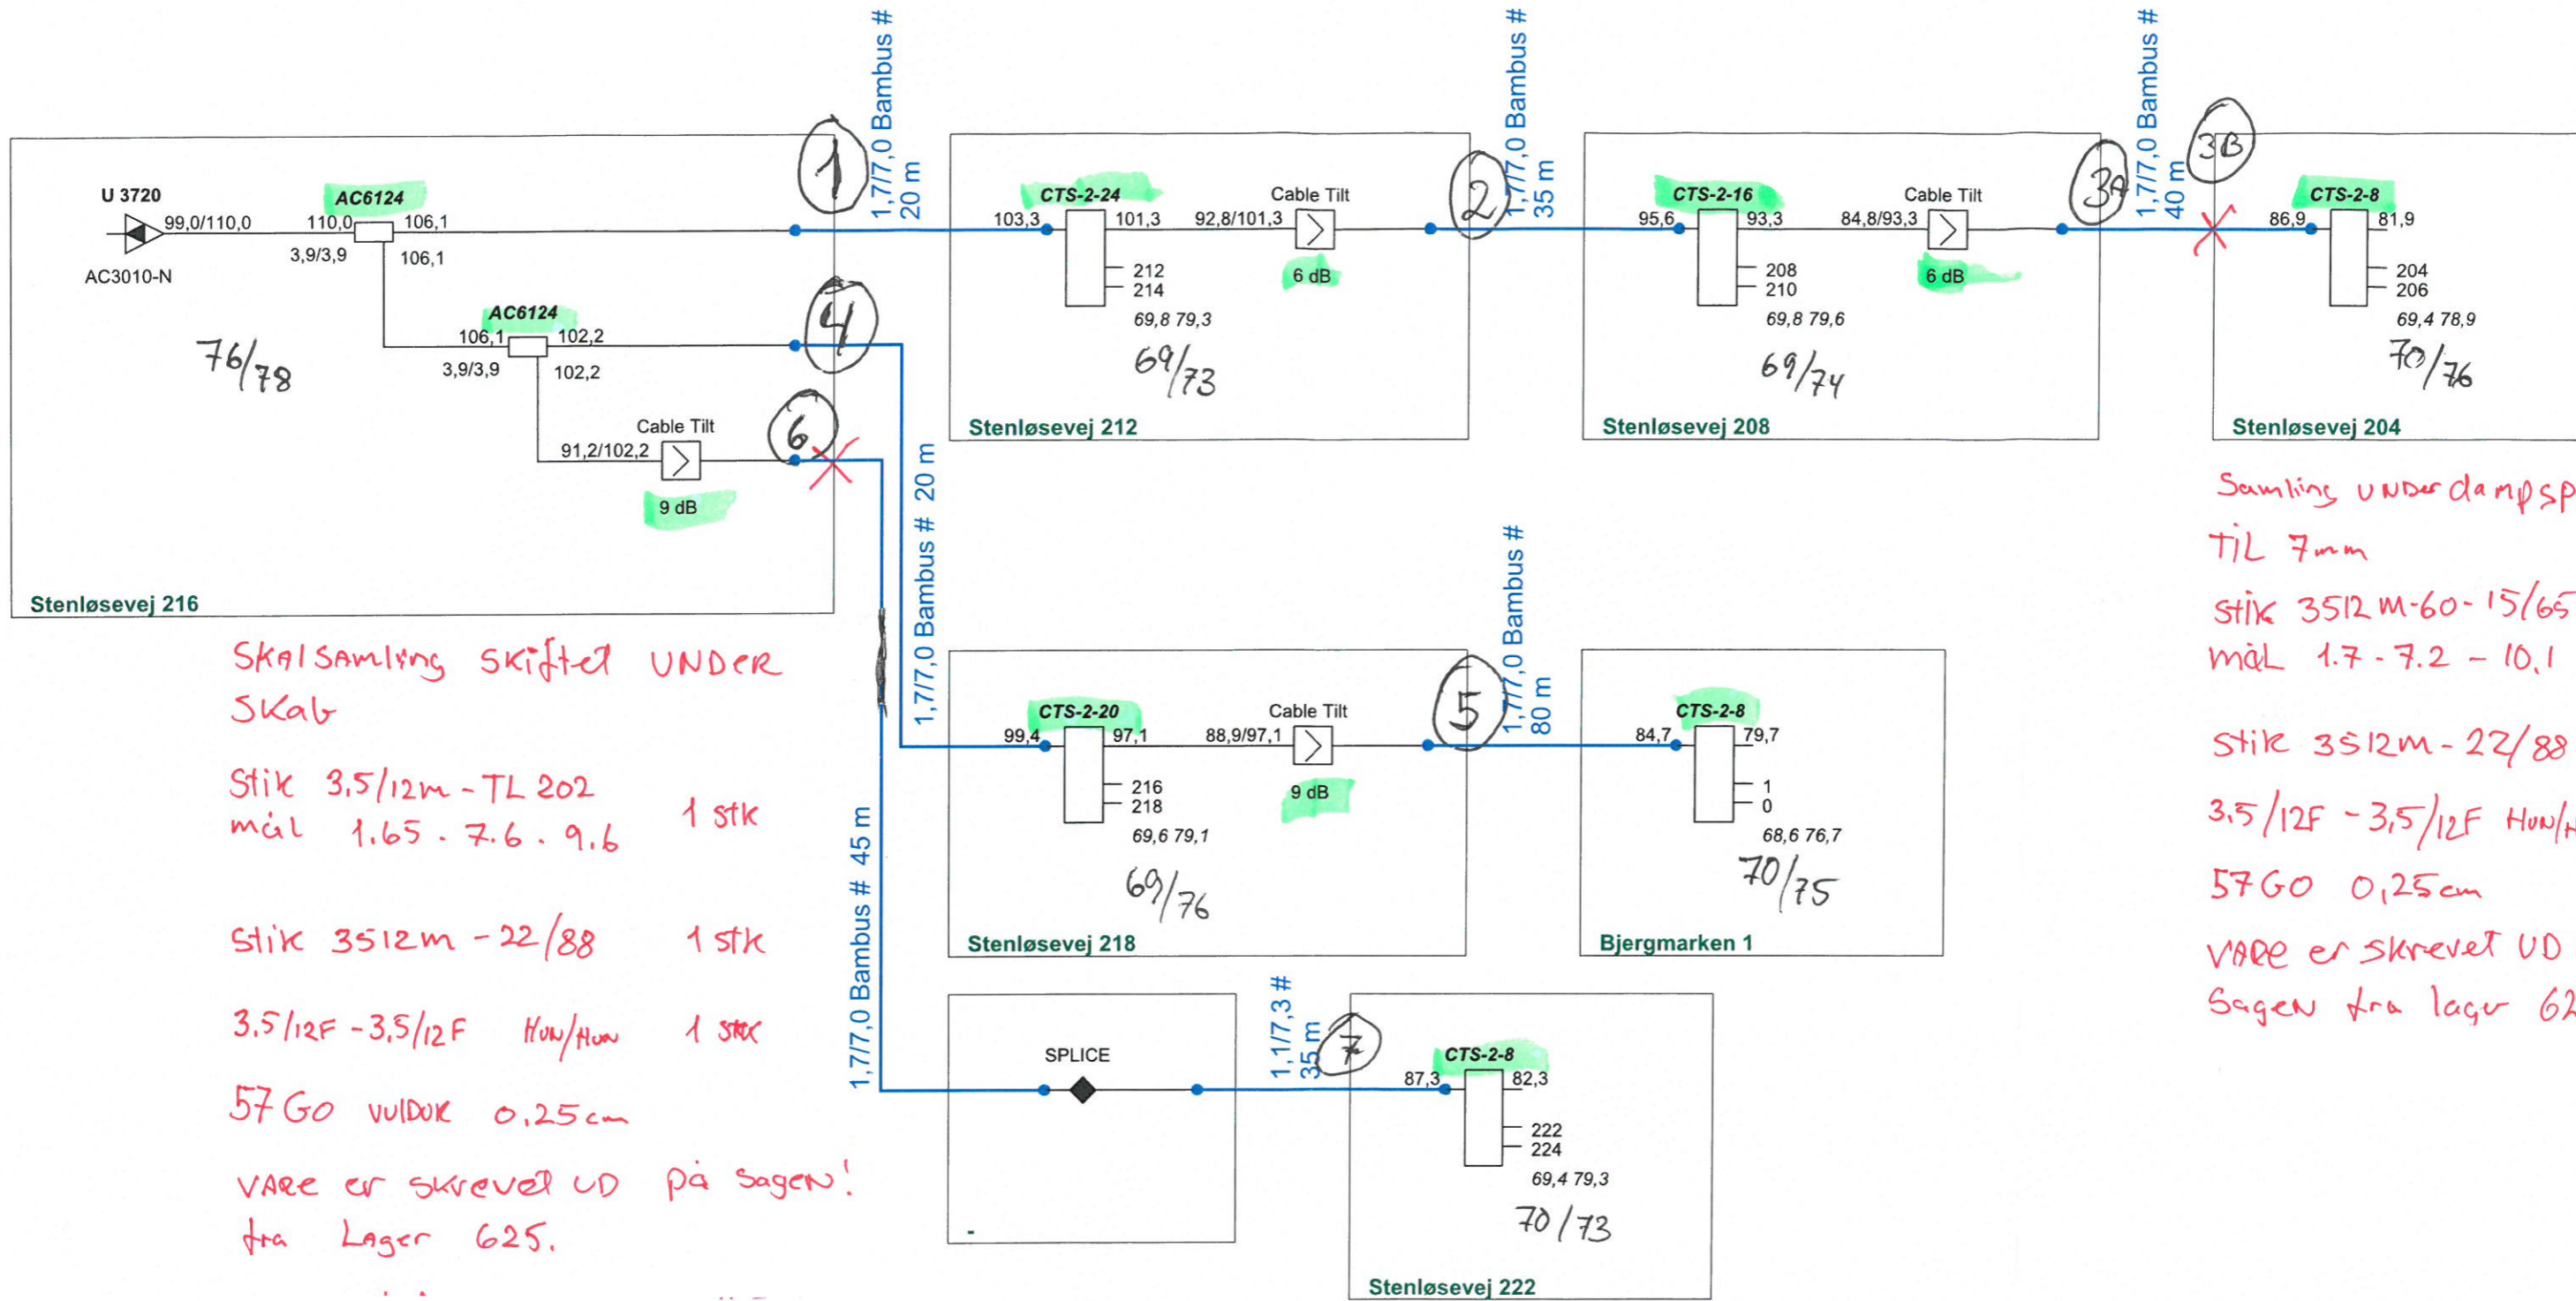 1,7/7,0 Bambus #
20 m
1,7/7,0 Bambus #
35 m
1,7/7,0 Bambus #
40 m
1
2
3A
3B
U 3720
99,0/110,0
AC3010-N
AC6124
110,0 106,1
3,9/3,9 106,1
AC6124
106,1 102,2
3,9/3,9 102,2
76/78
4
Cable Tilt
91,2/102,2
9 dB
6
Stenløsevej 216
CTS-2-24
103,3 101,3
212
214
69,8 79,3
69/73
Cable Tilt
92,8/101,3
6 dB
Stenløsevej 212
CTS-2-16
95,6 93,3
208
210
69,8 79,6
69/74
Cable Tilt
84,8/93,3
6 dB
Stenløsevej 208
CTS-2-8
86,9 81,9
204
206
69,4 78,9
70/76
Stenløsevej 204
1,7/7,0 Bambus # 20 m
1,7/7,0 Bambus #
80 m
CTS-2-20
99,4 97,1
216
218
69,6 79,1
69/76
Cable Tilt
88,9/97,1
9 dB
5
Stenløsevej 218
CTS-2-8
84,7 79,7
1
0
68,6 76,7
70/75
Bjergmarken 1
1,7/7,0 Bambus # 45 m
SPLICE
-
1,1/7,3 #
35 m
7
CTS-2-8
87,3 82,3
222
224
69,4 79,3
70/73
Stenløsevej 222
SKAlSAmling skiftet UNDER
Skab
Stik 3,5/12m - TL 202
mål 1.65 . 7.6 . 9.6 1 stk
Stik 3512m - 22/88 1 stk
3,5/12F - 3,5/12F Hun/Hun 1 stk
57 GO 0,25cm
VARE er skrevet UD på sagen!
fra Lager 625.
Samling UNDer dampsp
TIL 7mm
Stik 3512 M-60-15/65
mål 1.7 - 7.2 - 10,1
Stik 3512m - 22/88
3,5/12F - 3,5/12F HUN/H
57 GO 0,25cm
VARE er skrevet UD
Sagen fra lager 62